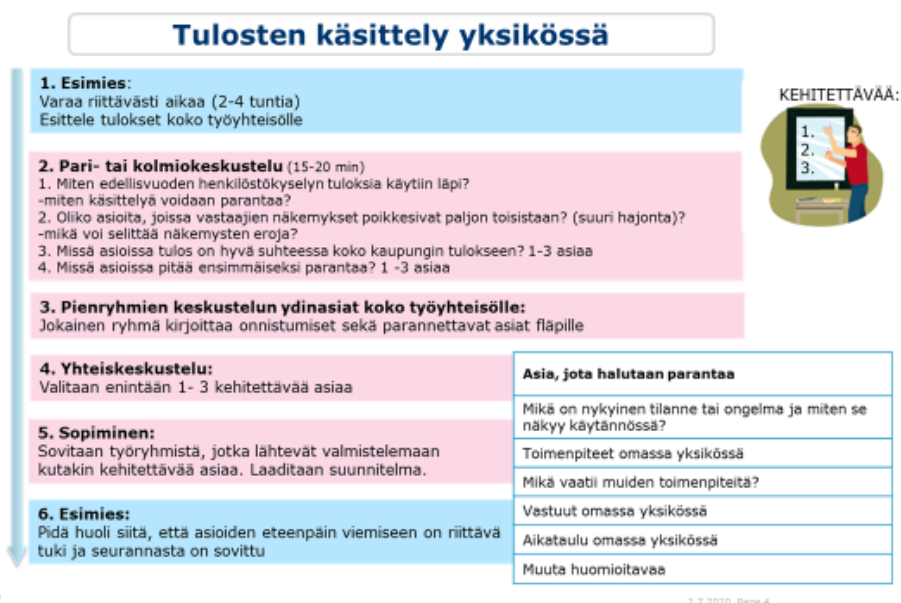 Tulosten käsittely yksikössä
1. Esimies:
Varaa riittävästi aikaa (2-4 tuntia)
Esittele tulokset koko työyhteisölle
2. Pari- tai kolmiokeskustelu (15-20 min)
1. Miten edellisvuoden henkilöstökyselyn tuloksia käytiin läpi?
-miten käsittelyä voidaan parantaa?
2. Oliko asioita, joissa vastaajien näkemykset poikkesivat paljon toisistaan? (suuri hajonta)?
-mikä voi selittää näkemysten eroja?
3. Missä asioissa tulos on hyvä suhteessa koko kaupungin tulokseen? 1-3 asiaa
4. Missä asioissa pitää ensimmäiseksi parantaa? 1 -3 asiaa
3. Pienryhmien keskustelun ydinasiat koko työyhteisölle:
Jokainen ryhmä kirjoittaa onnistumiset sekä parannettavat asiat fläpille
4. Yhteiskeskustelu:
Valitaan enintään 1- 3 kehitettävää asiaa
5. Sopiminen:
Sovitaan työryhmistä, jotka lähtevät valmistelemaan
kutakin kehitettävää asiaa. Laaditaan suunnitelma.
6. Esimies:
Pidä huoli siitä, että asioiden eteenpäin viemiseen on riittävä
tuki ja seurannasta on sovittu
KEHITETTÄVÄÄ:
1.
2.
3.
Asia, jota halutaan parantaa
Mikä on nykyinen tilanne tai ongelma ja miten se
näkyy käytännössä?
Toimenpiteet omassa yksikössä
Mikä vaatii muiden toimenpiteitä?
Vastuut omassa yksikössä
Aikataulu omassa yksikössä
Muuta huomioitavaa
2.7.2020 Page 4